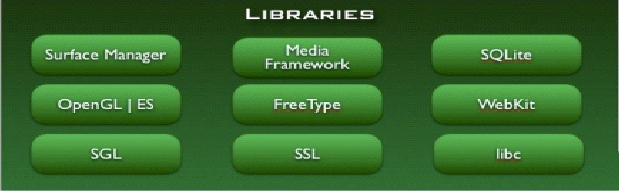 LIBRARIES
Surface Manager
Media
Framework
SQLite
OpenGL | ES
FreeType
WebKit
SGL
SSL
libc